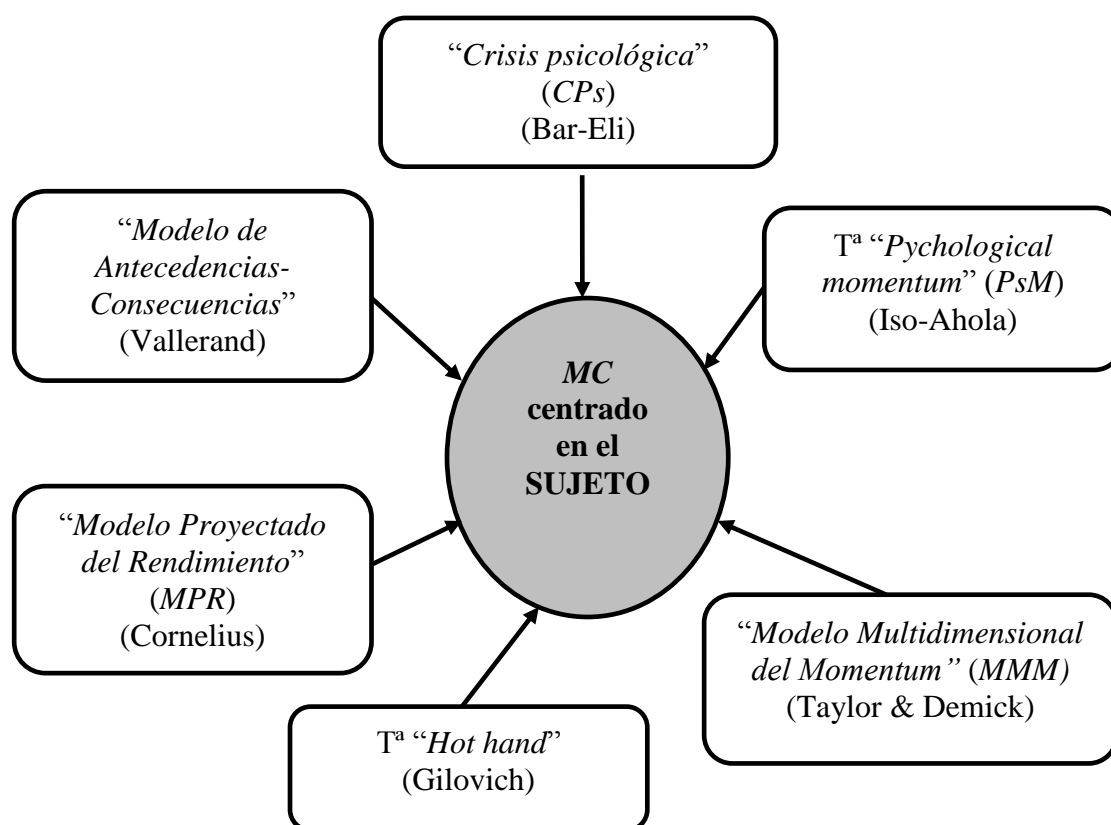 “Crisis psicológica”
(CPs)
(Bar-Eli)
“Modelo de
Antecedencias-
Consecuencias”
(Vallerand)
Tª “Pychological
momentum” (PsM)
(Iso-Ahola)
MC
centrado
en el
SUJETO
“Modelo Proyectado
del Rendimiento”
(MPR)
(Cornelius)
“Modelo Multidimensional
del Momentum” (MMM)
(Taylor & Demick)
Tª “Hot hand”
(Gilovich)